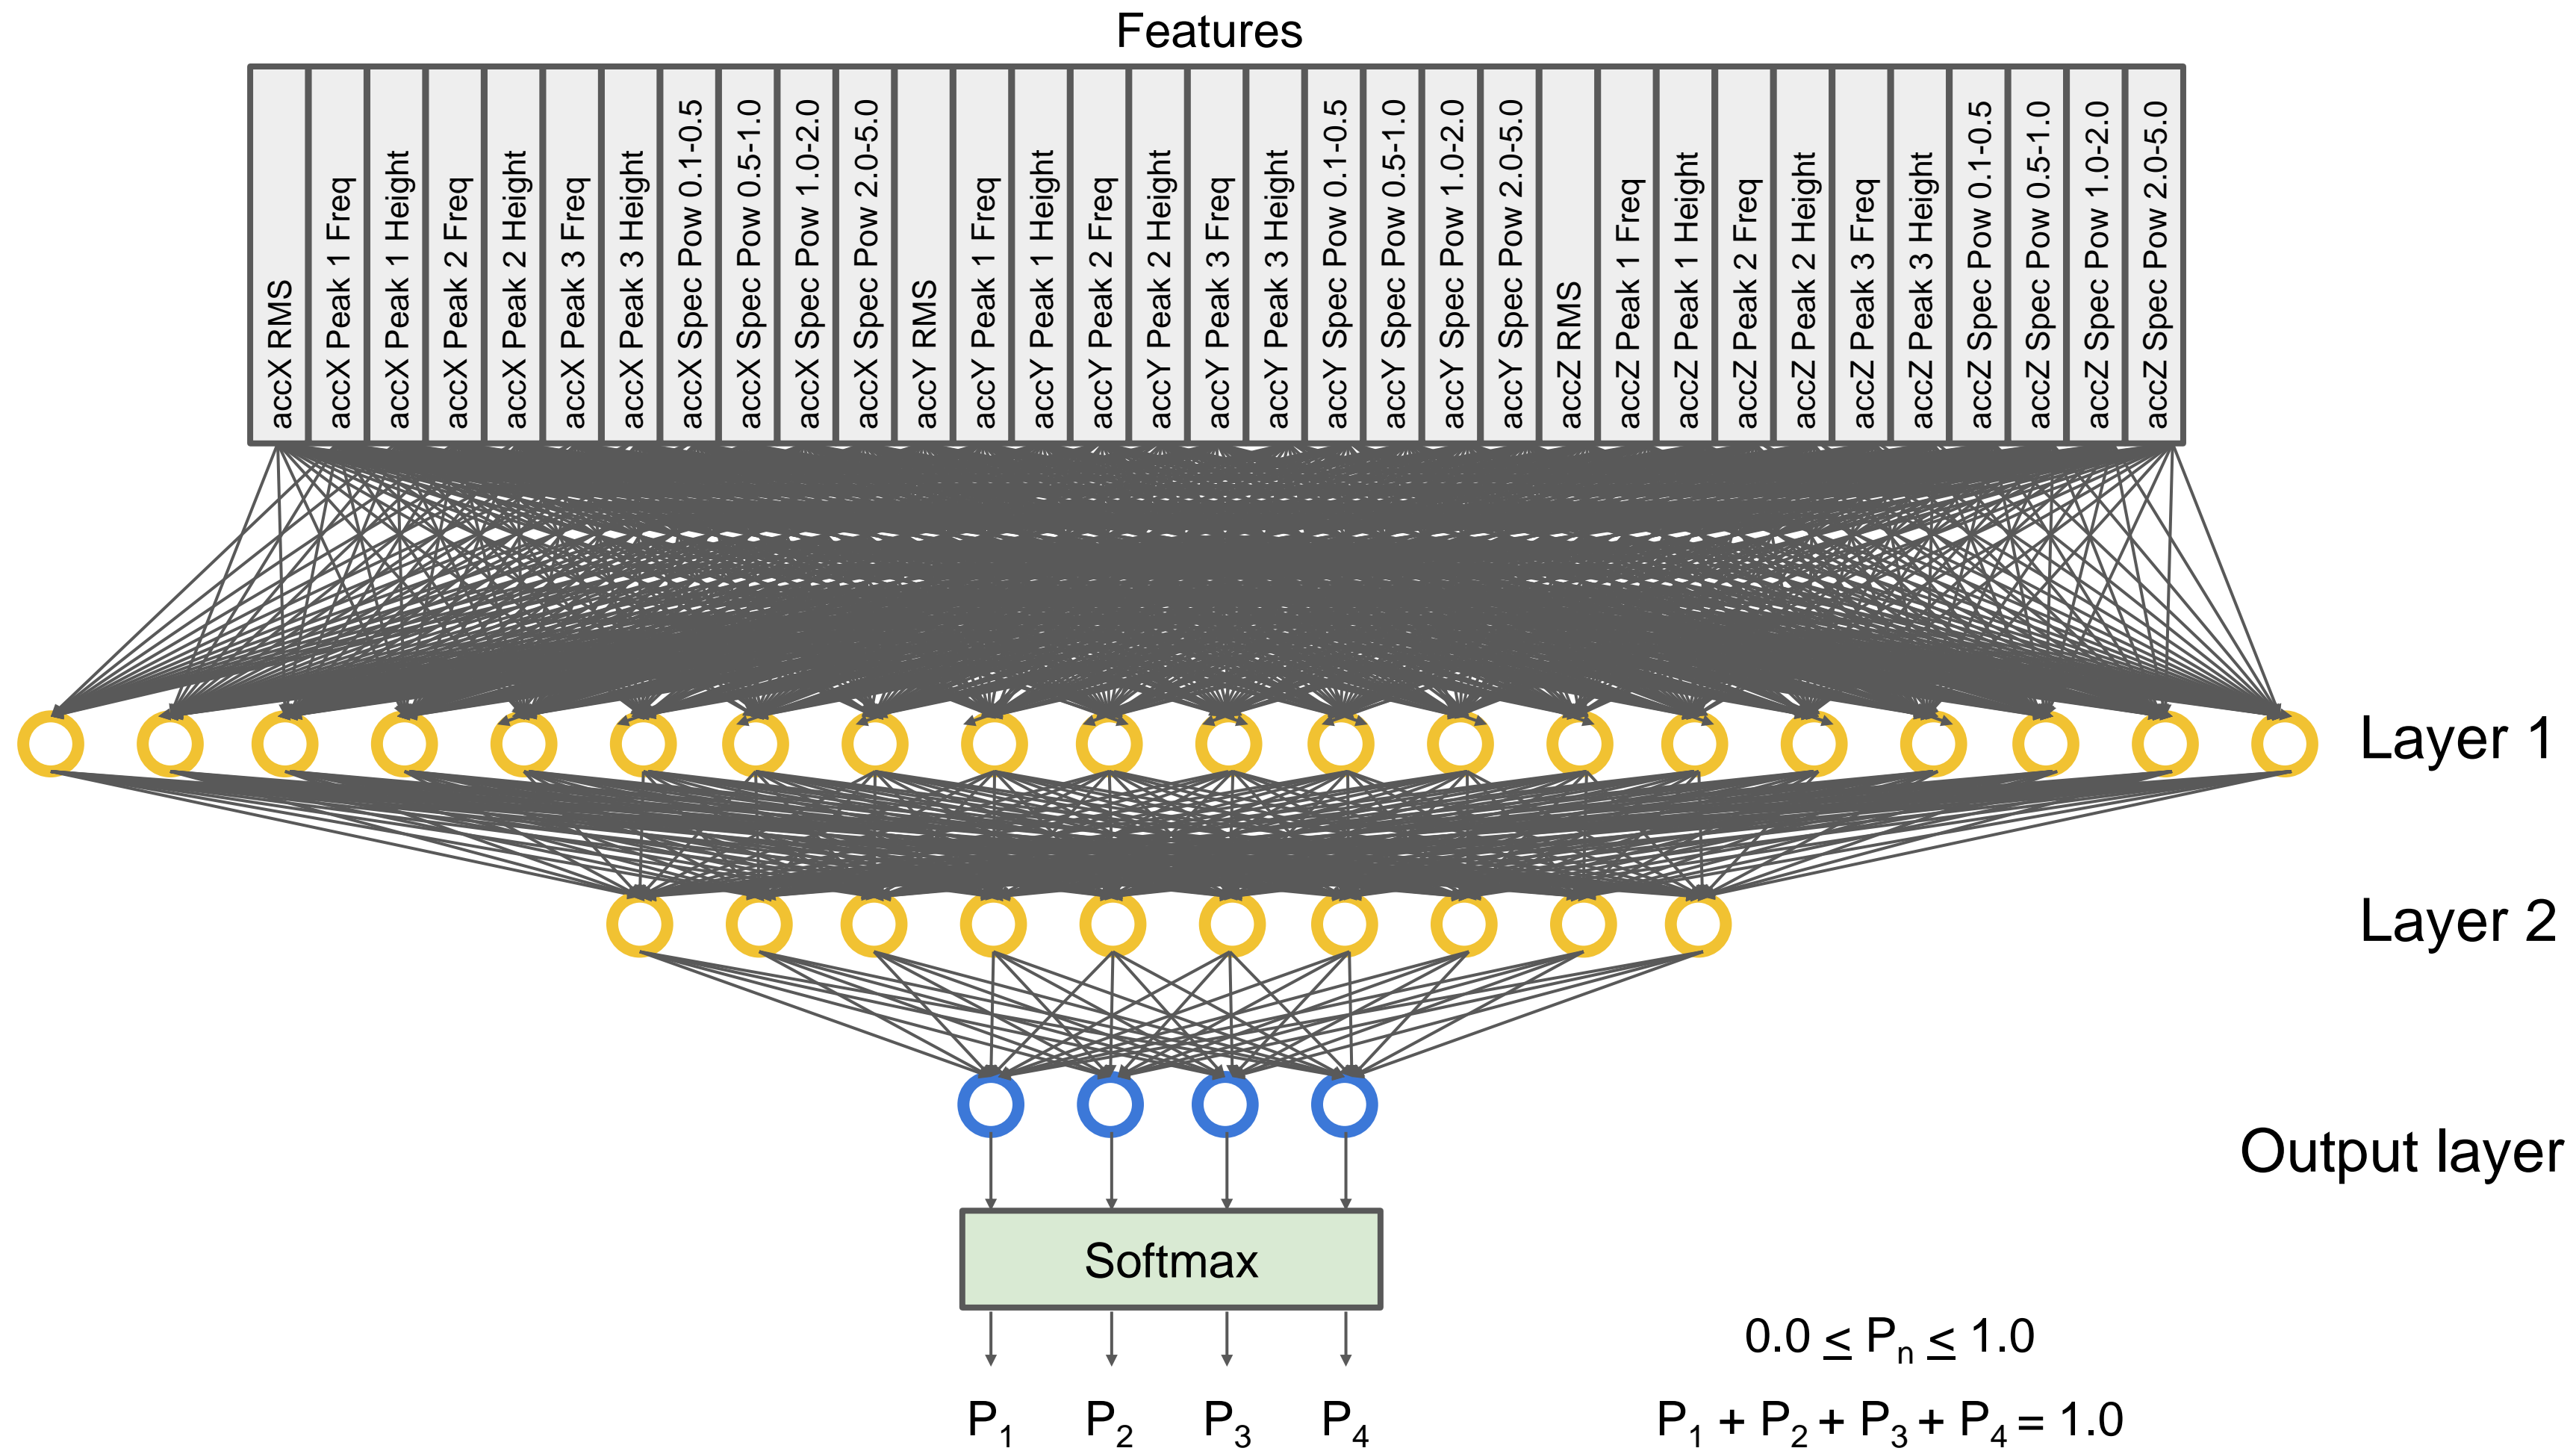 Features
accX RMS
accX Peak 1 Freq
accX Peak 1 Height
accX Peak 2 Freq
accX Peak 2 Height
accX Peak 3 Freq
accX Peak 3 Height
accX Spec Pow 0.1-0.5
accX Spec Pow 0.5-1.0
accX Spec Pow 1.0-2.0
accX Spec Pow 2.0-5.0
accY RMS
accY Peak 1 Freq
accY Peak 1 Height
accY Peak 2 Freq
accY Peak 2 Height
accY Peak 3 Freq
accY Peak 3 Height
accY Spec Pow 0.1-0.5
accY Spec Pow 0.5-1.0
accY Spec Pow 1.0-2.0
accY Spec Pow 2.0-5.0
accZ RMS
accZ Peak 1 Freq
accZ Peak 1 Height
accZ Peak 2 Freq
accZ Peak 2 Height
accZ Peak 3 Freq
accZ Peak 3 Height
accZ Spec Pow 0.1-0.5
accZ Spec Pow 0.5-1.0
accZ Spec Pow 1.0-2.0
accZ Spec Pow 2.0-5.0
Layer 1
Layer 2
Output layer
Softmax
0.0 ≤ Pₙ ≤ 1.0
P₁ P₂ P₃ P₄
P₁ + P₂ + P₃ + P₄ = 1.0